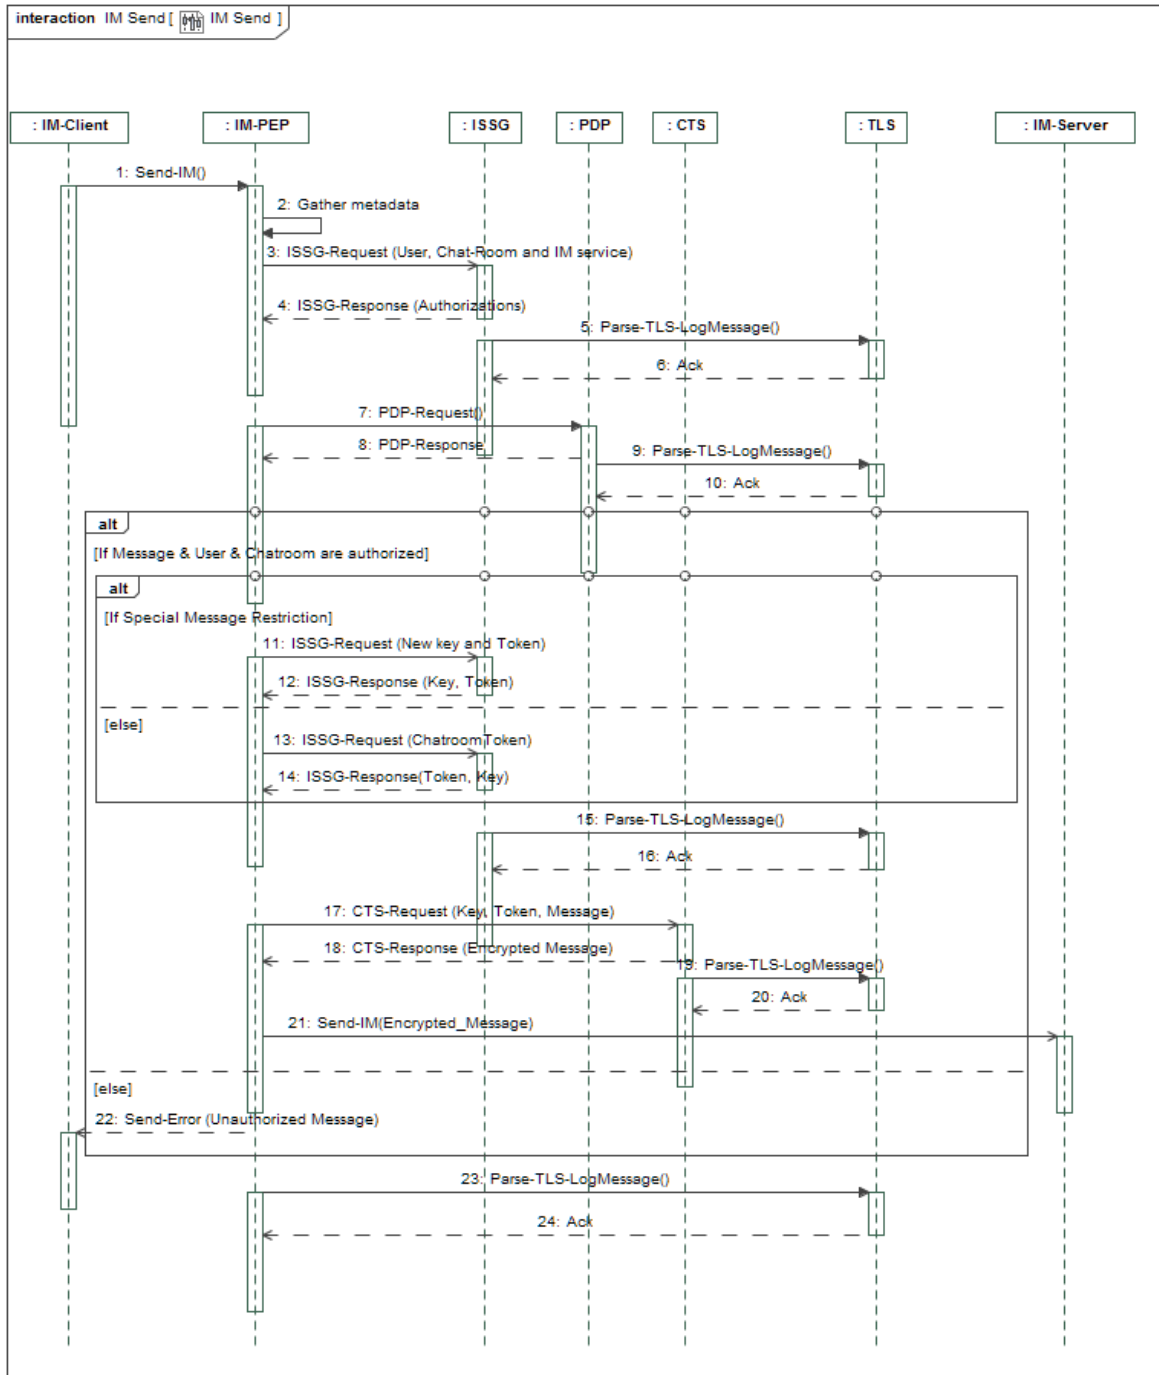 interaction IM Send [ IM Send ]
: IM-Client : IM-PEP : ISSG : PDP : CTS : TLS : IM-Server
1: Send-IM()
2: Gather metadata
3: ISSG-Request (User, Chat-Room and IM service)
4: ISSG-Response (Authorizations)
5: Parse-TLS-LogMessage()
6: Ack
7: PDP-Request()
8: PDP-Response
9: Parse-TLS-LogMessage()
10: Ack
alt
[If Message & User & Chatroom are authorized]
alt
[If Special Message Restriction]
11: ISSG-Request (New key and Token)
12: ISSG-Response (Key, Token)
[else]
13: ISSG-Request (ChatroomToken)
14: ISSG-Response(Token, Key)
15: Parse-TLS-LogMessage()
16: Ack
17: CTS-Request (Key, Token, Message)
18: CTS-Response (Encrypted Message)
19: Parse-TLS-LogMessage()
20: Ack
21: Send-IM(Encrypted_Message)
[else]
22: Send-Error (Unauthorized Message)
23: Parse-TLS-LogMessage()
24: Ack